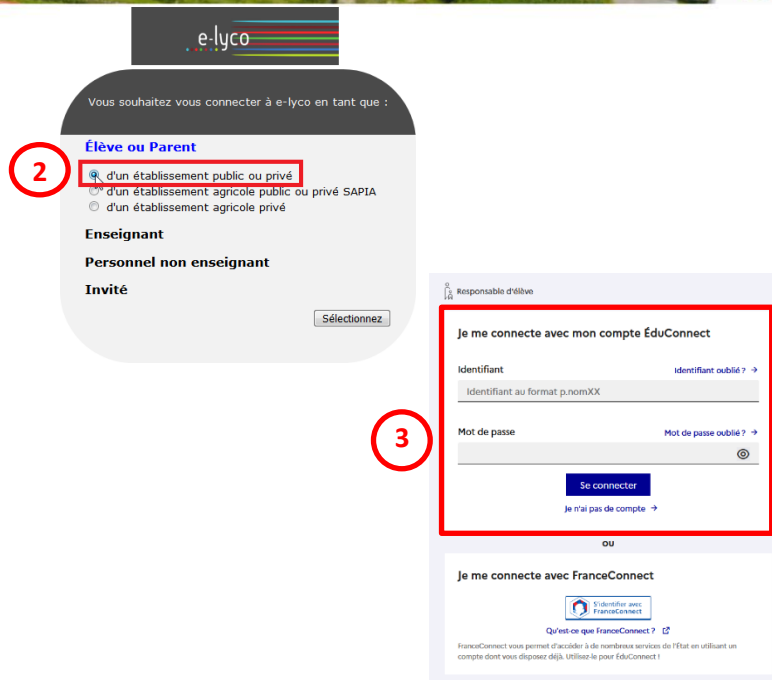 e-lyco
Vous souhaitez vous connecter à e-lyco en tant que :
Élève ou Parent
2
d'un établissement public ou privé
d'un établissement agricole public ou privé SAPIA
d'un établissement agricole privé
Enseignant
Personnel non enseignant
Invité
Sélectionnez
Responsable d'élève
Je me connecte avec mon compte ÉduConnect
Identifiant
Identifiant oublié ? →
Identifiant au format p.nomXX
3
Mot de passe
Mot de passe oublié ? →
Se connecter
Je n'ai pas de compte →
ou
Je me connecte avec FranceConnect
S'identifier avec
FranceConnect
Qu'est-ce que FranceConnect ?
FranceConnect vous permet d'accéder à de nombreux services de l'État en utilisant un
compte dont vous disposez déjà. Utilisez-le pour ÉduConnect !